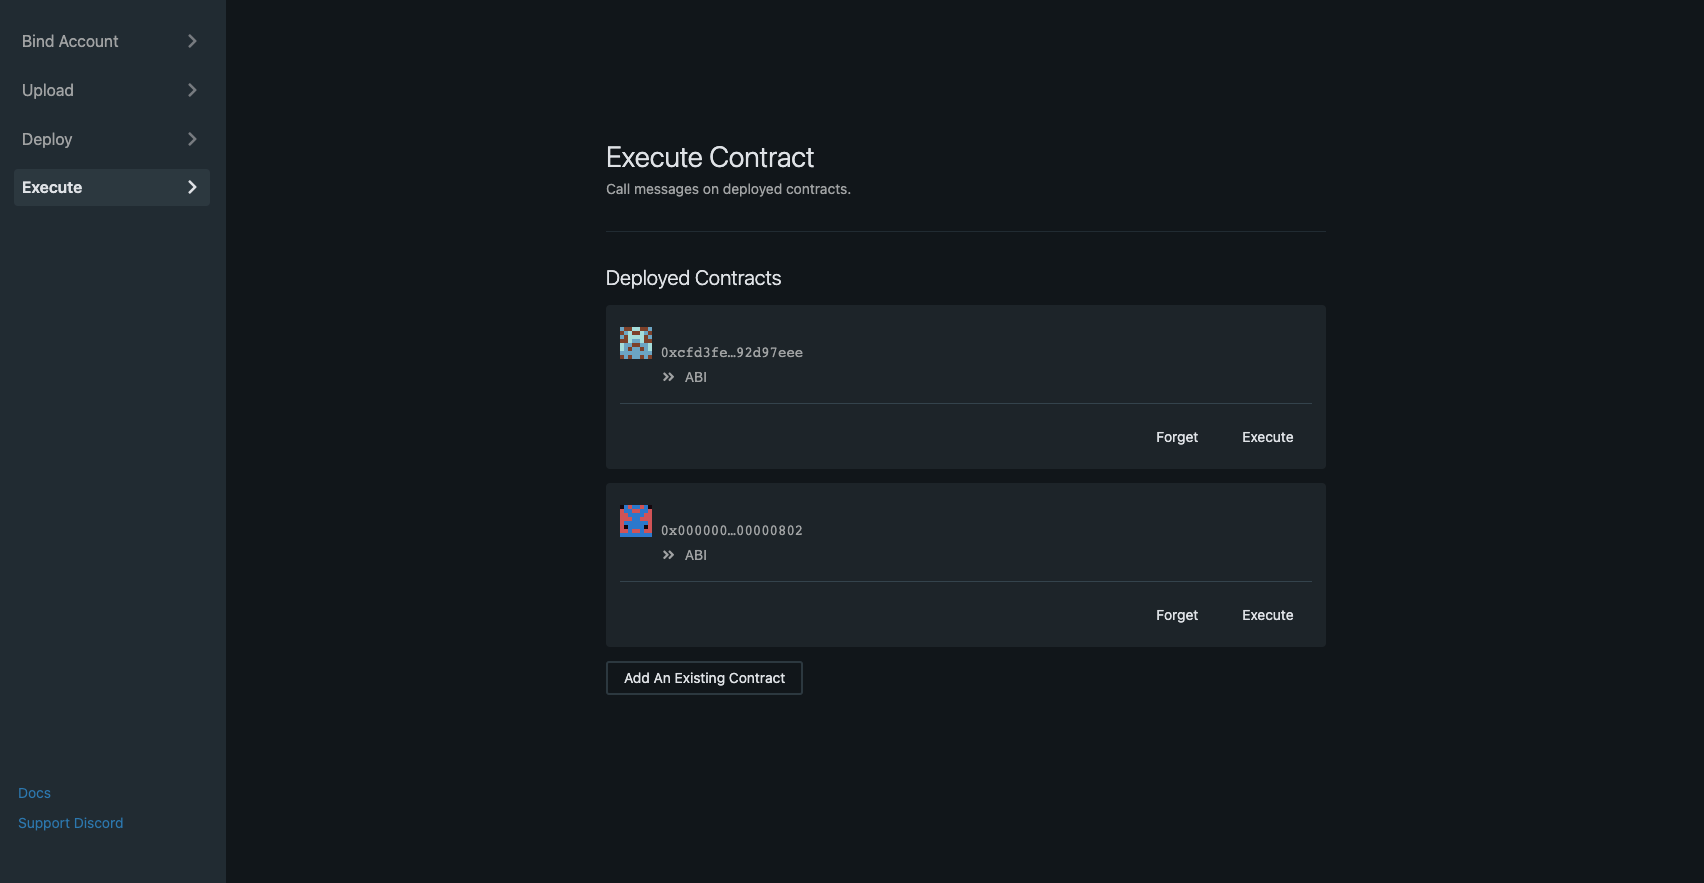 Bind Account
Upload
Deploy
Execute
Docs
Support Discord
Execute Contract
Call messages on deployed contracts.
Deployed Contracts
0xcfd3fe…92d97eee
ABI
Forget
Execute
0x000000…00000802
ABI
Forget
Execute
Add An Existing Contract